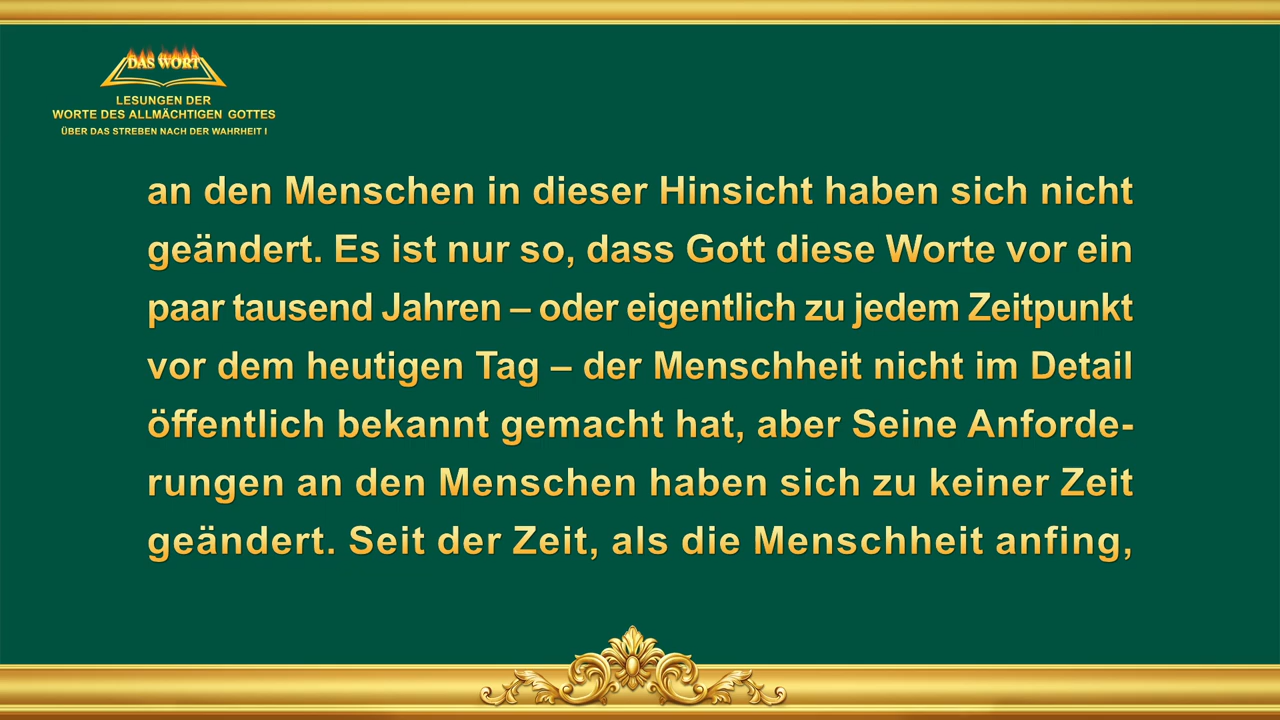 DAS WORT
LESUNGEN DER
WORTE DES ALLMÄCHTIGEN GOTTES
ÜBER DAS STREBEN NACH DER WAHRHEIT I
an den Menschen in dieser Hinsicht haben sich nicht
geändert. Es ist nur so, dass Gott diese Worte vor ein
paar tausend Jahren – oder eigentlich zu jedem Zeitpunkt
vor dem heutigen Tag – der Menschheit nicht im Detail
öffentlich bekannt gemacht hat, aber Seine Anforde-
rungen an den Menschen haben sich zu keiner Zeit
geändert. Seit der Zeit, als die Menschheit anfing,